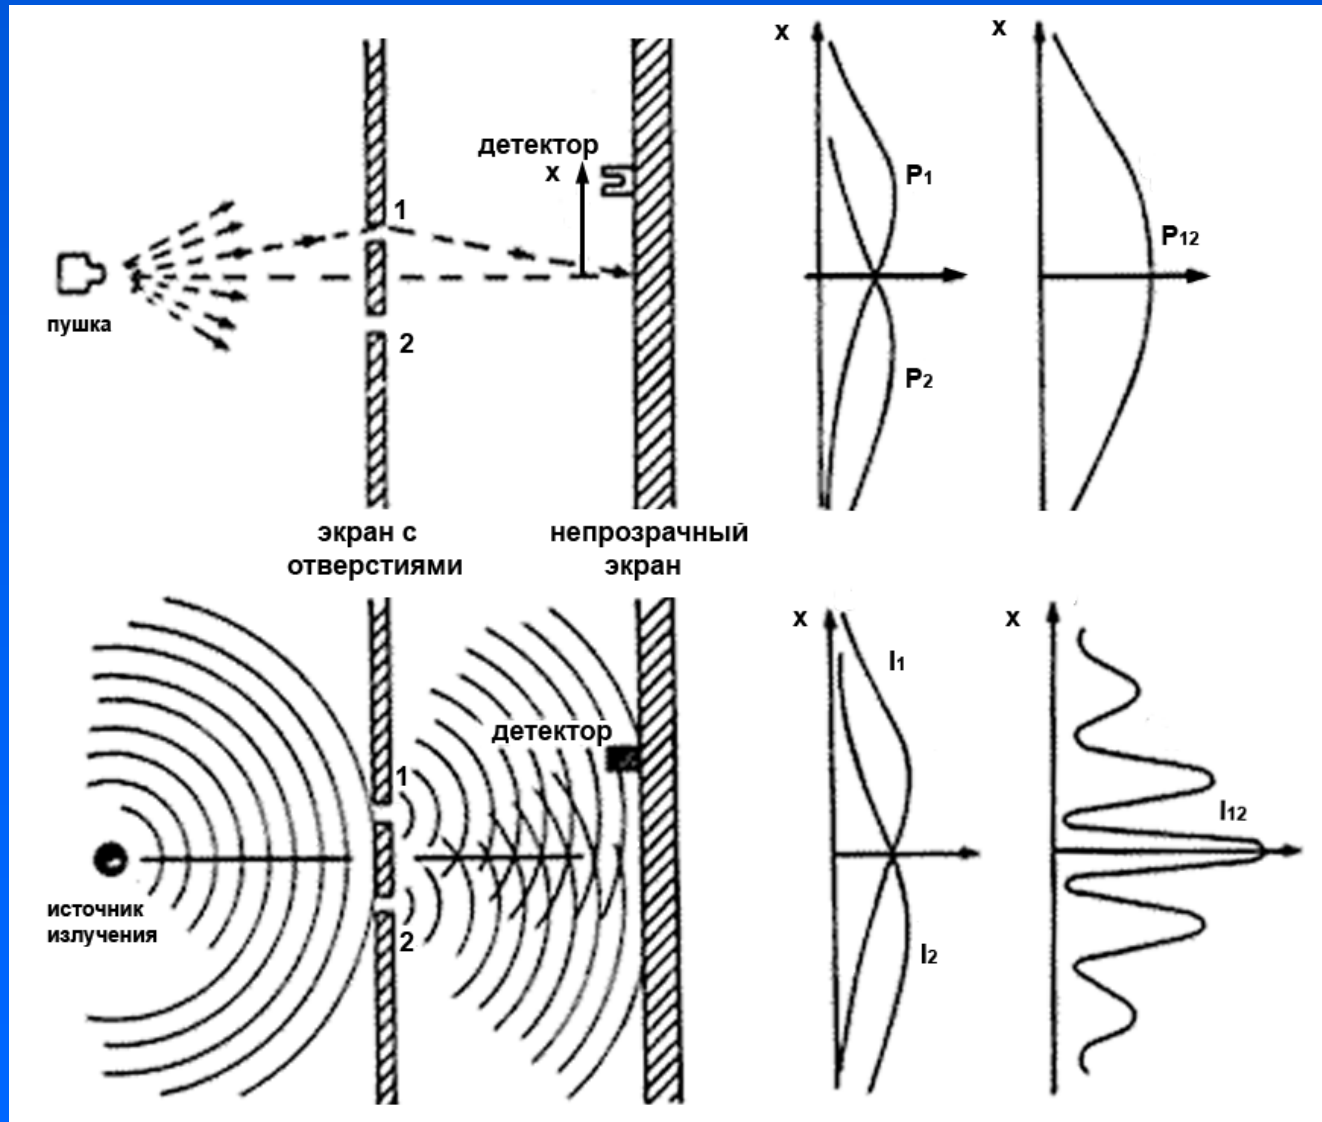 x
x
детектор
x
1
P₁
P₁₂
пушка
2
P₂
экран с
отверстиями
непрозрачный
экран
x
x
I₁
детектор
1
I₁₂
источник
излучения
2
I₂